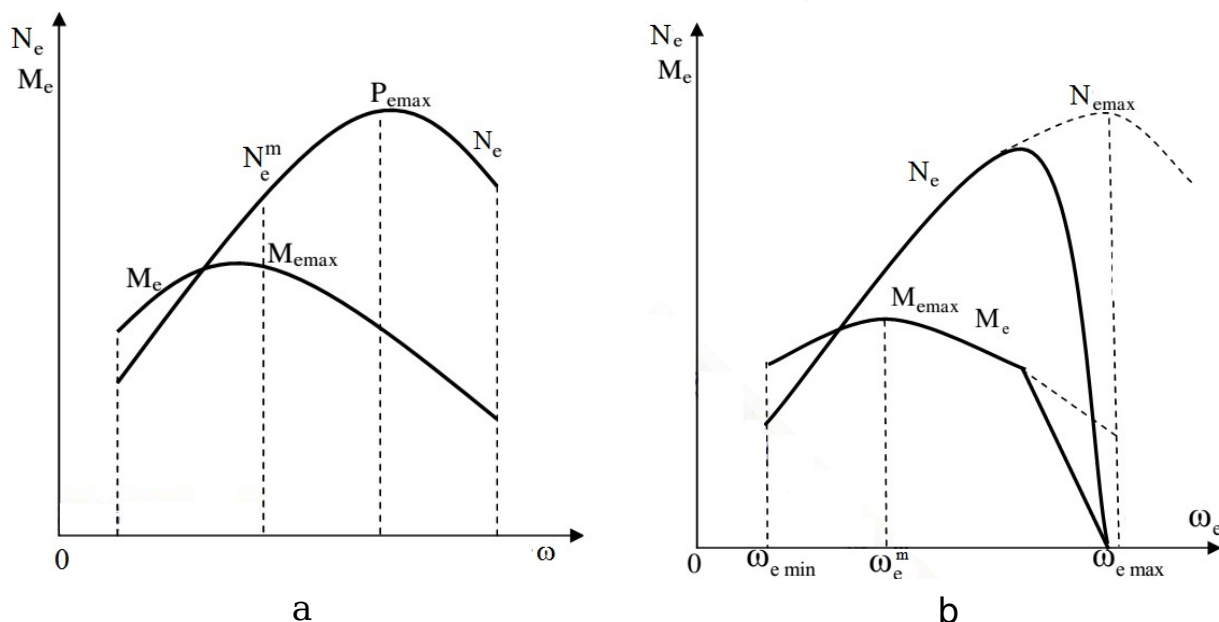 N_e
M_e
P_emax
N_e^m
N_e
M_e
M_emax
0
ω
a
N_e
M_e
N_emax
N_e
M_emax
M_e
0
ω_e min
ω_e^m
ω_e max
ω_e
b